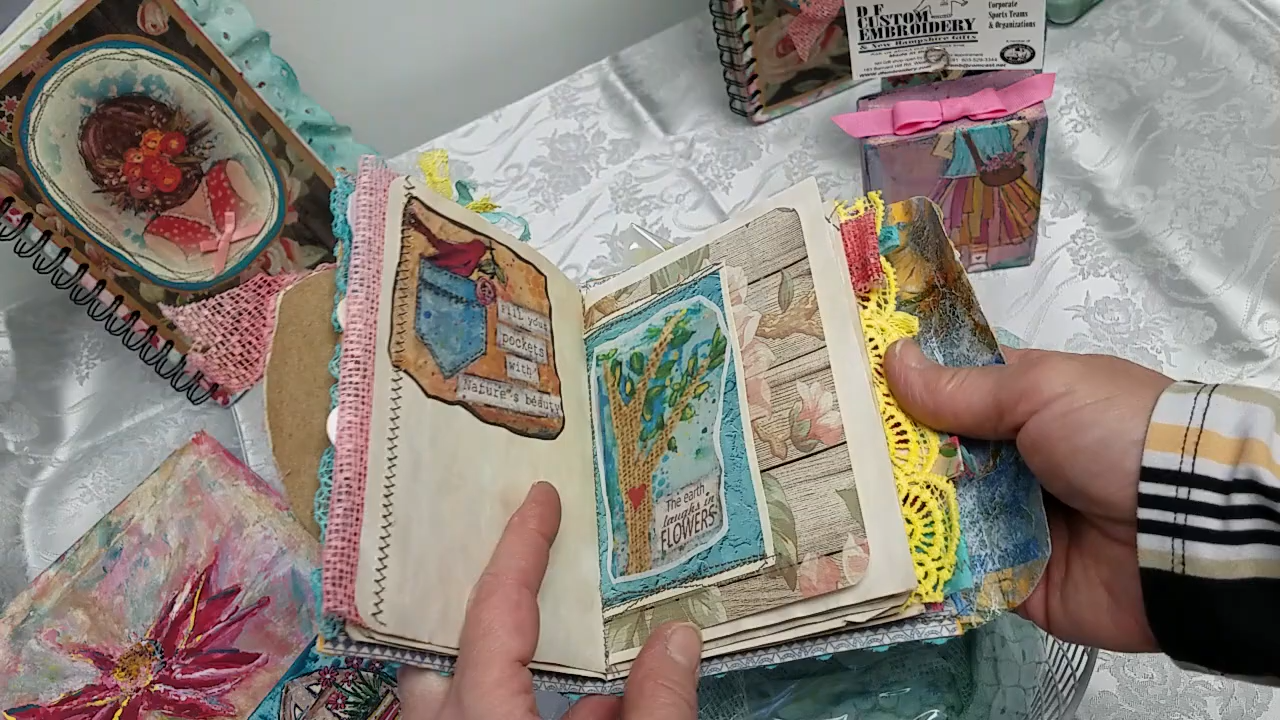 D F
CUSTOM
EMBROIDERY
& New Hampshire Gifts
Corporate
Sports Teams
& Organizations
Fill your
pockets
with
Nature's beauty
The earth
laughs in
FLOWERS